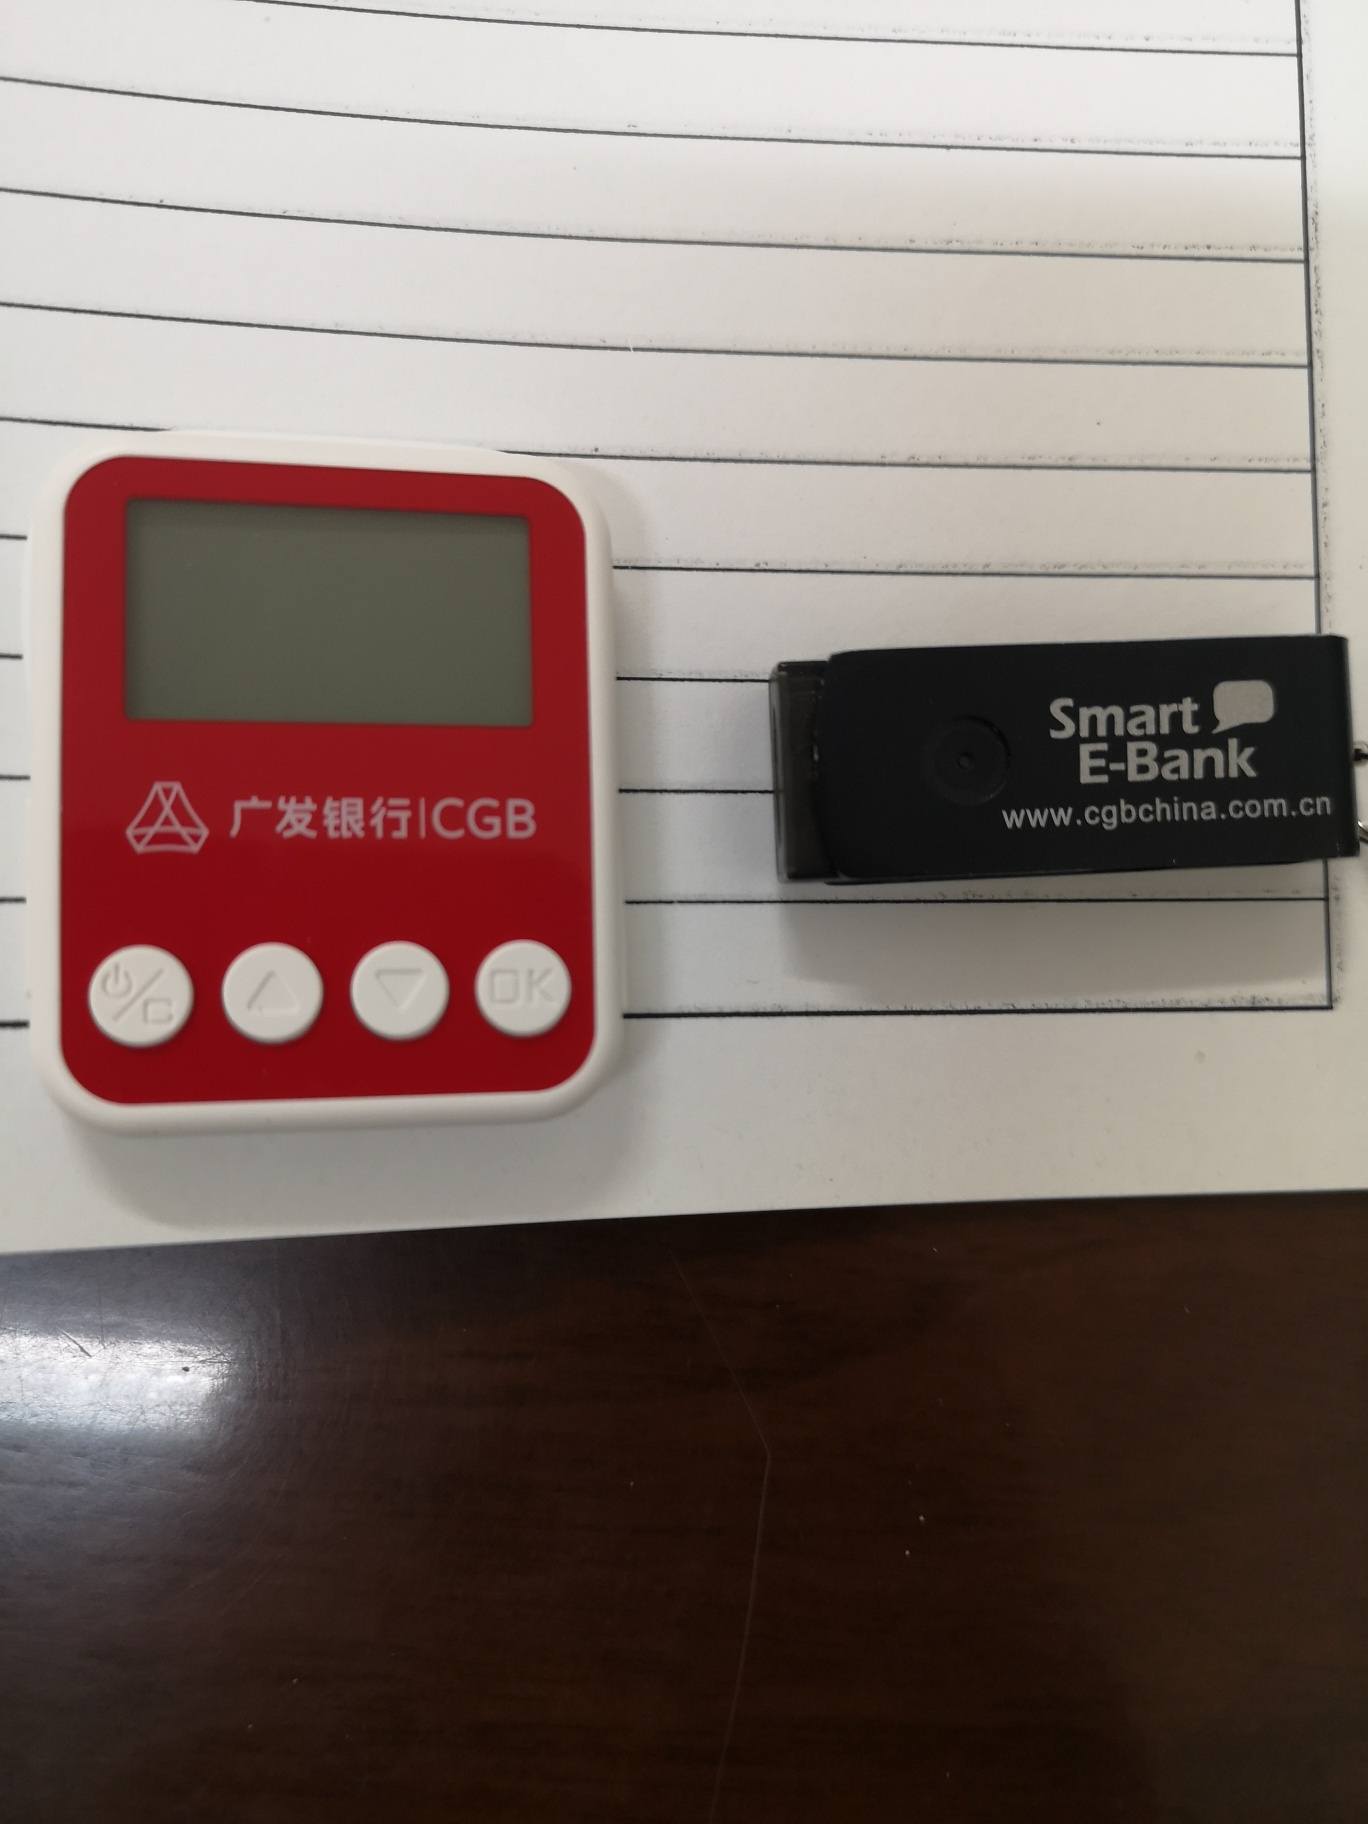 广发银行|CGB
C
OK
Smart
E-Bank
www.cgbchina.com.cn